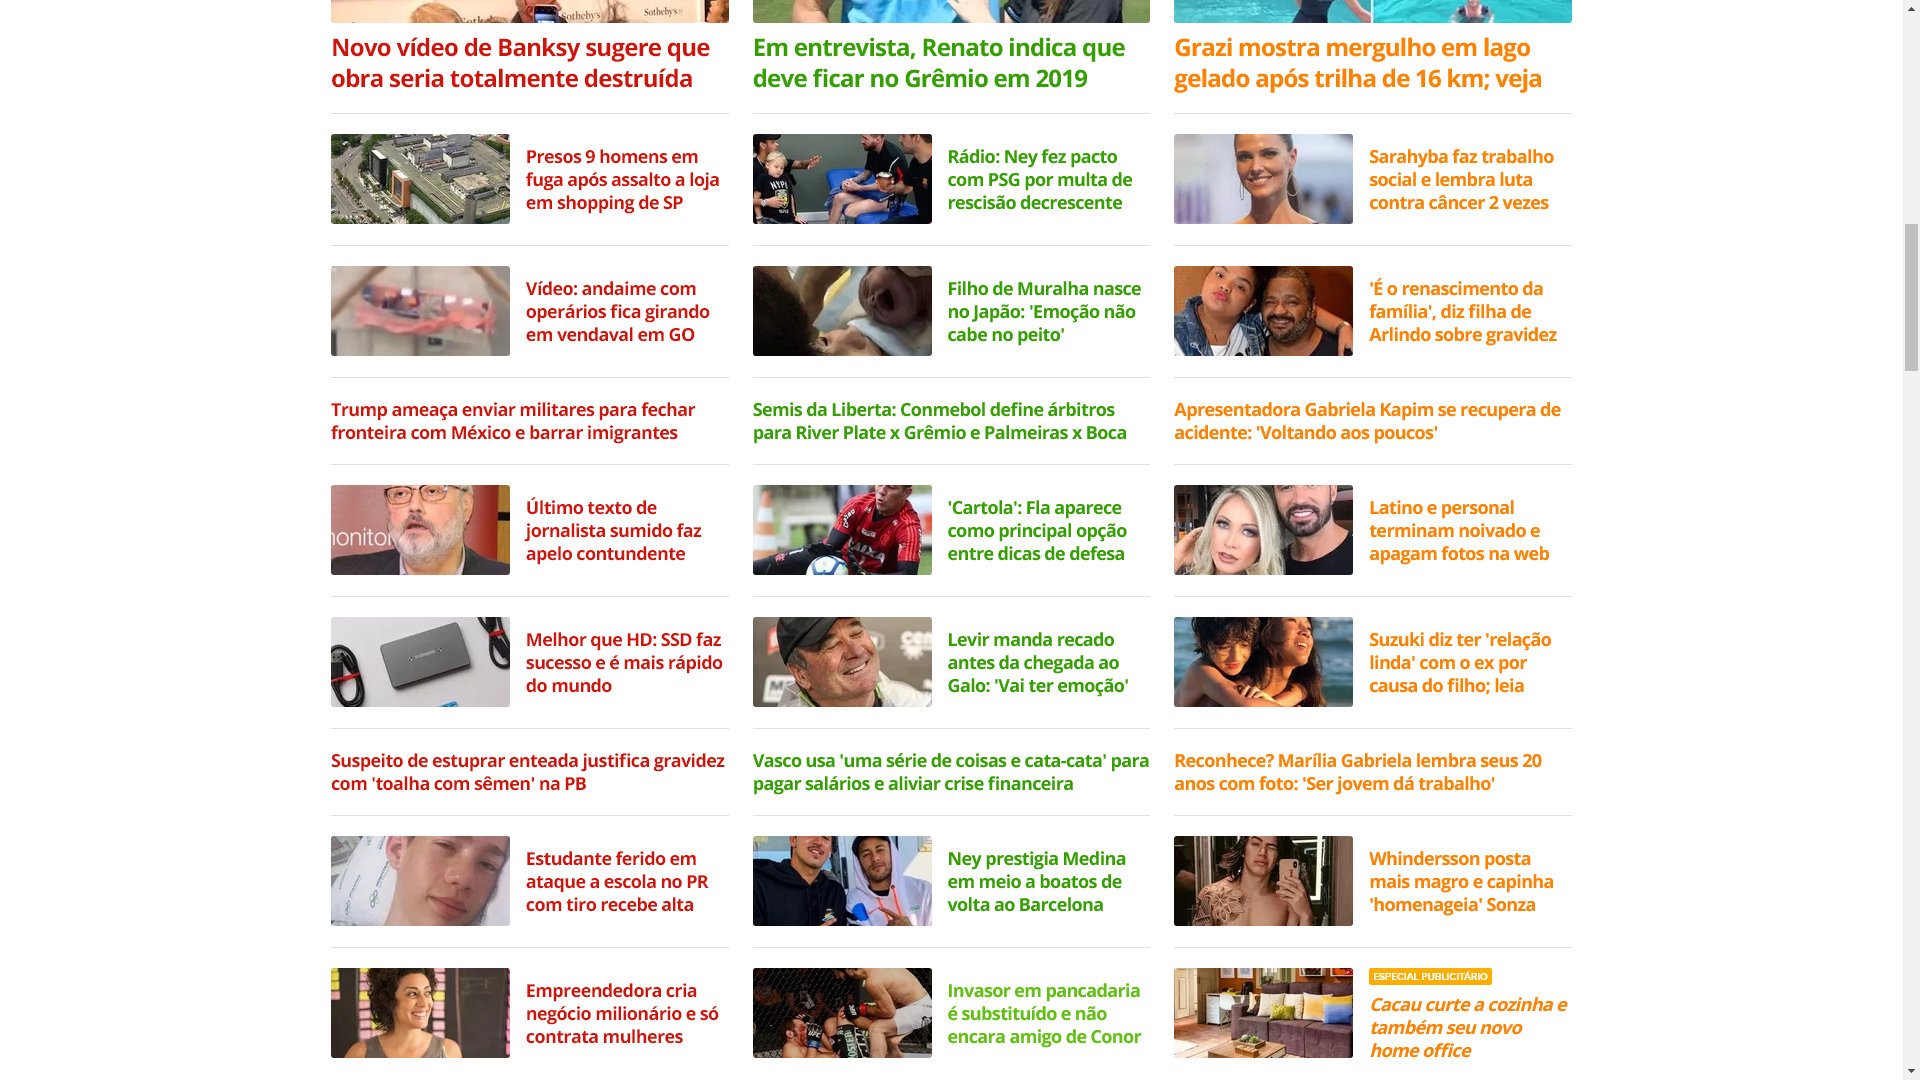 Sotheby's
Sotheby's
Novo vídeo de Banksy sugere que
obra seria totalmente destruída
Presos 9 homens em
fuga após assalto a loja
em shopping de SP
Vídeo: andaime com
operários fica girando
em vendaval em GO
Trump ameaça enviar militares para fechar
fronteira com México e barrar imigrantes
monitor
Último texto de
jornalista sumido faz
apelo contundente
Melhor que HD: SSD faz
sucesso e é mais rápido
do mundo
Suspeito de estuprar enteada justifica gravidez
com 'toalha com sêmen' na PB
Estudante ferido em
ataque a escola no PR
com tiro recebe alta
Empreendedora cria
negócio milionário e só
contrata mulheres
Em entrevista, Renato indica que
deve ficar no Grêmio em 2019
Rádio: Ney fez pacto
com PSG por multa de
rescisão decrescente
Filho de Muralha nasce
no Japão: 'Emoção não
cabe no peito'
Semis da Liberta: Conmebol define árbitros
para River Plate x Grêmio e Palmeiras x Boca
CAIXA
'Cartola': Fla aparece
como principal opção
entre dicas de defesa
Levir manda recado
antes da chegada ao
Galo: 'Vai ter emoção'
Vasco usa 'uma série de coisas e cata-cata' para
pagar salários e aliviar crise financeira
Ney prestigia Medina
em meio a boatos de
volta ao Barcelona
Invasor em pancadaria
é substituído e não
encara amigo de Conor
Grazi mostra mergulho em lago
gelado após trilha de 16 km; veja
Sarahyba faz trabalho
social e lembra luta
contra câncer 2 vezes
'É o renascimento da
família', diz filha de
Arlindo sobre gravidez
Apresentadora Gabriela Kapim se recupera de
acidente: 'Voltando aos poucos'
Latino e personal
terminam noivado e
apagam fotos na web
Suzuki diz ter 'relação
linda' com o ex por
causa do filho; leia
Reconhece? Marília Gabriela lembra seus 20
anos com foto: 'Ser jovem dá trabalho'
Whindersson posta
mais magro e capinha
'homenageia' Sonza
ESPECIAL PUBLICITÁRIO
Cacau curte a cozinha e
também seu novo
home office